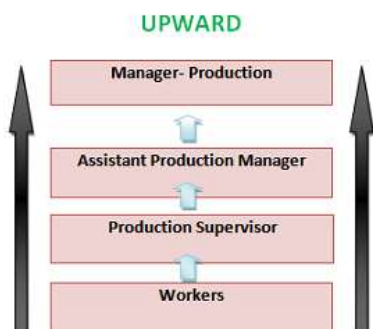 UPWARD
Manager- Production
Assistant Production Manager
Production Supervisor
Workers